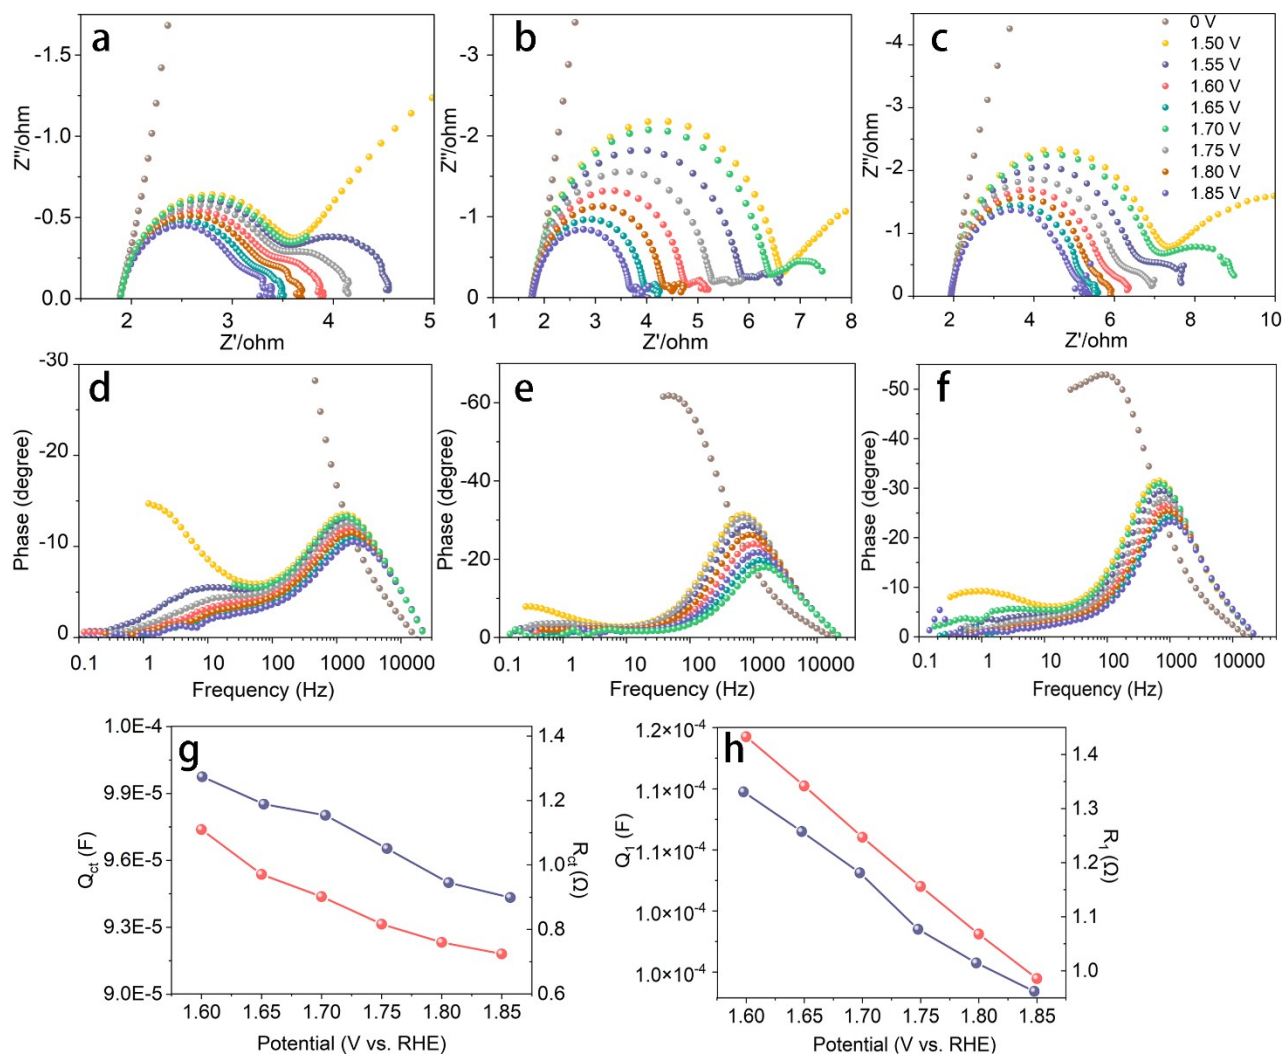 a
-1.5
-1.0
-0.5
0.0
Z"/ohm
2 3 4 5
Z'/ohm
b
-3
-2
-1
0
Z"/ohm
1 2 3 4 5 6 7 8
Z'/ohm
c
-4
-3
-2
-1
0
Z"/ohm
2 4 6 8 10
Z'/ohm
0 V
1.50 V
1.55 V
1.60 V
1.65 V
1.70 V
1.75 V
1.80 V
1.85 V
d
-30
-20
-10
0
Phase (degree)
0.1 1 10 100 1000 10000
Frequency (Hz)
e
-60
-40
-20
0
Phase (degree)
0.1 1 10 100 1000 10000
Frequency (Hz)
f
-50
-40
-30
-20
-10
0
Phase (degree)
0.1 1 10 100 1000 10000
Frequency (Hz)
g
1.0E-4
9.9E-5
9.6E-5
9.3E-5
9.0E-5
Qct (F)
1.4
1.2
1.0
0.8
0.6
Rct (Ω)
1.60 1.65 1.70 1.75 1.80 1.85
Potential (V vs. RHE)
h
1.2×10⁻⁴
1.1×10⁻⁴
1.1×10⁻⁴
1.0×10⁻⁴
1.0×10⁻⁴
Q1 (F)
1.4
1.3
1.2
1.1
1.0
R1 (Ω)
1.60 1.65 1.70 1.75 1.80 1.85
Potential (V vs. RHE)